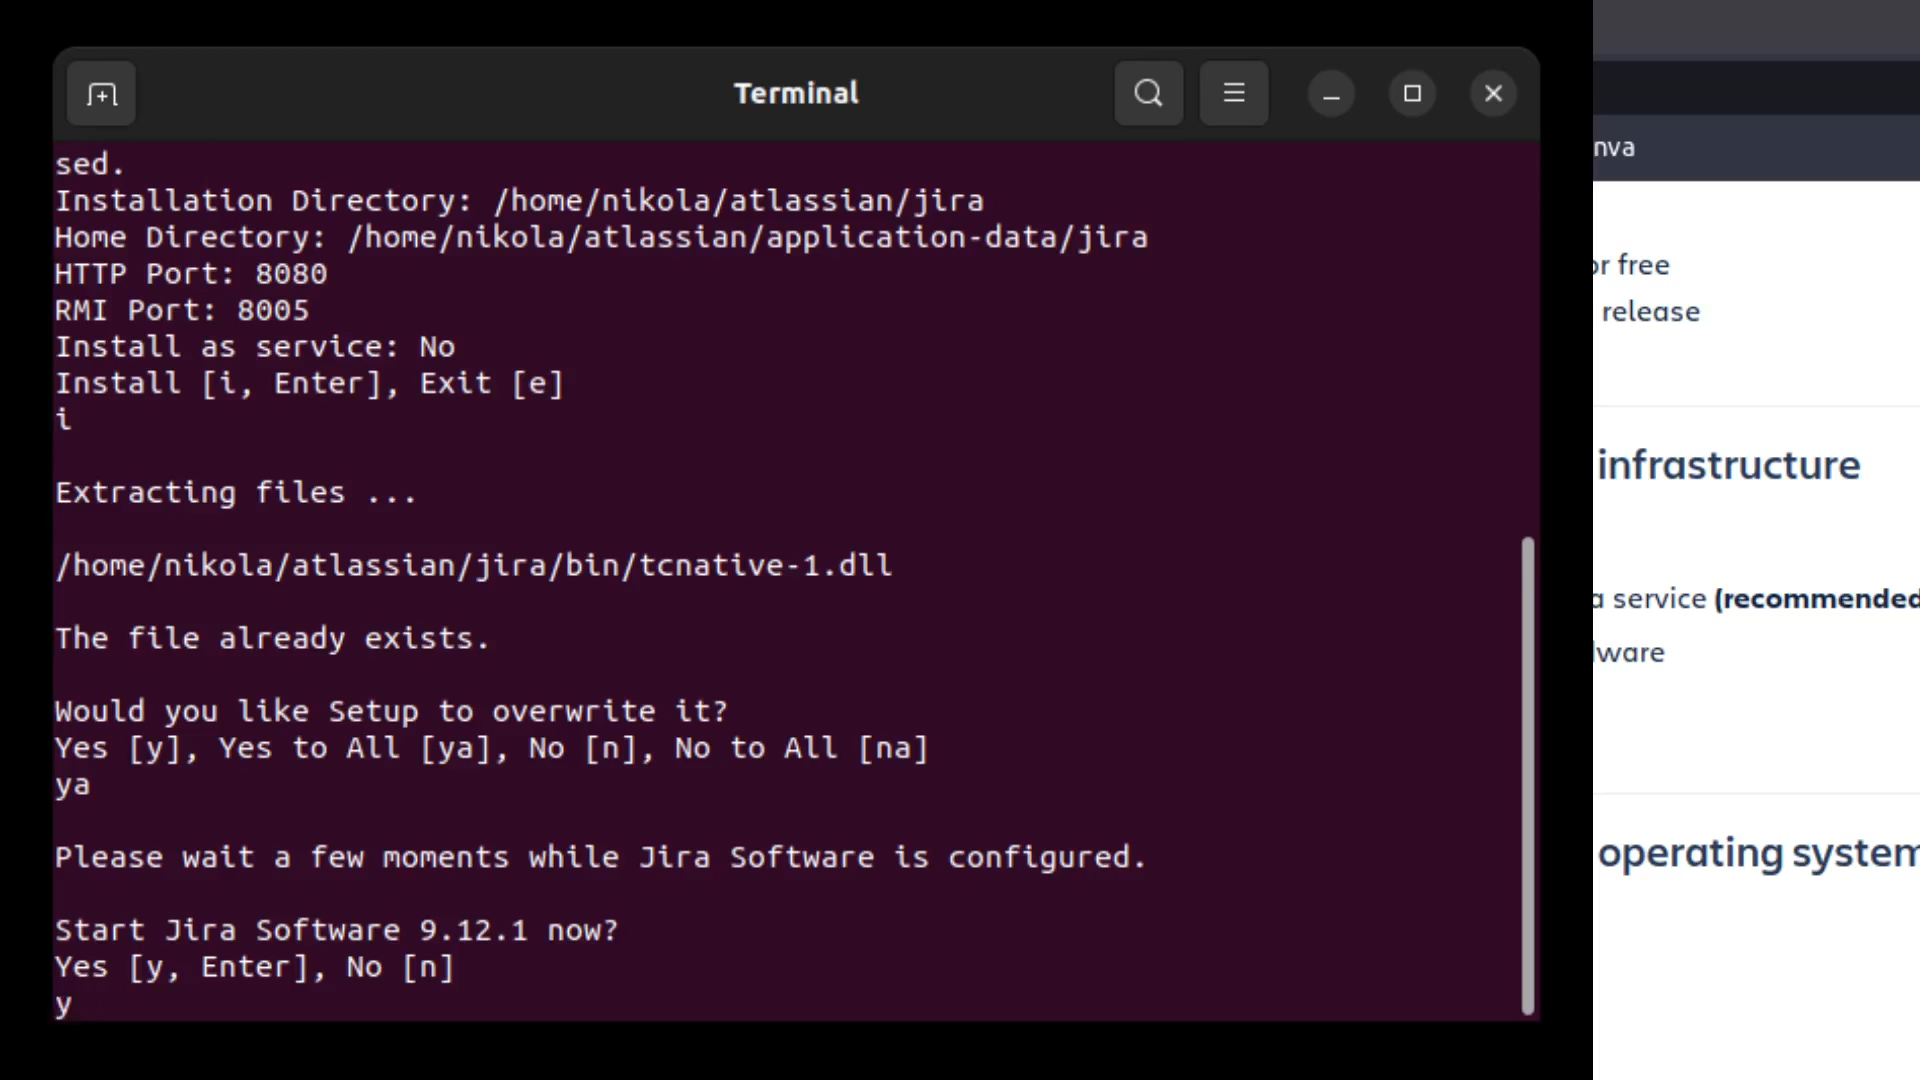 Terminal
sed.
Installation Directory: /home/nikola/atlassian/jira
Home Directory: /home/nikola/atlassian/application-data/jira
HTTP Port: 8080
RMI Port: 8005
Install as service: No
Install [i, Enter], Exit [e]
i
Extracting files ...
/home/nikola/atlassian/jira/bin/tcnative-1.dll
The file already exists.
Would you like Setup to overwrite it?
Yes [y], Yes to All [ya], No [n], No to All [na]
ya
Please wait a few moments while Jira Software is configured.
Start Jira Software 9.12.1 now?
Yes [y, Enter], No [n]
y
nva
or free
release
infrastructure
a service (recommended
ware
operating system